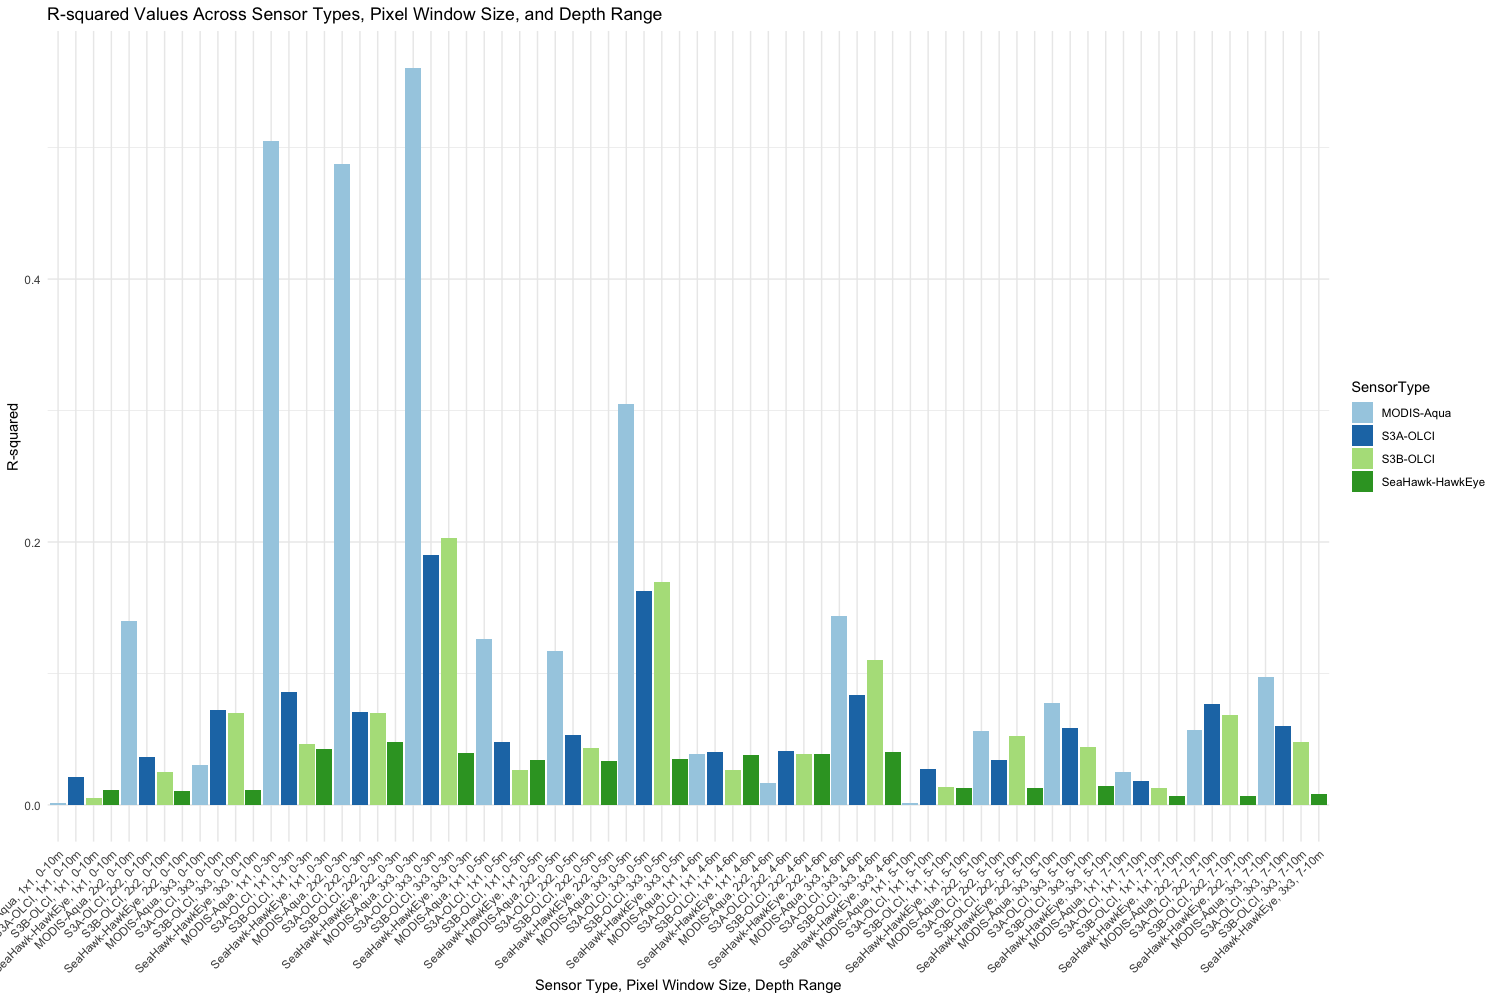 R-squared Values Across Sensor Types, Pixel Window Size, and Depth Range
R-squared
0.4
0.2
0.0
SensorType
MODIS-Aqua
S3A-OLCI
S3B-OLCI
SeaHawk-HawkEye
1x1, 0-10m
S3A-OLCI, 1x1, 0-10m
S3B-OLCI, 1x1, 0-10m
SeaHawk-HawkEye, 1x1, 0-10m
MODIS-Aqua, 2x2, 0-10m
S3A-OLCI, 2x2, 0-10m
S3B-OLCI, 2x2, 0-10m
SeaHawk-HawkEye, 2x2, 0-10m
MODIS-Aqua, 3x3, 0-10m
S3A-OLCI, 3x3, 0-10m
S3B-OLCI, 3x3, 0-10m
SeaHawk-HawkEye, 3x3, 0-10m
MODIS-Aqua, 1x1, 0-3m
S3A-OLCI, 1x1, 0-3m
S3B-OLCI, 1x1, 0-3m
SeaHawk-HawkEye, 1x1, 0-3m
MODIS-Aqua, 2x2, 0-3m
S3A-OLCI, 2x2, 0-3m
S3B-OLCI, 2x2, 0-3m
SeaHawk-HawkEye, 2x2, 0-3m
MODIS-Aqua, 3x3, 0-3m
S3A-OLCI, 3x3, 0-3m
S3B-OLCI, 3x3, 0-3m
SeaHawk-HawkEye, 3x3, 0-3m
MODIS-Aqua, 1x1, 0-5m
S3A-OLCI, 1x1, 0-5m
S3B-OLCI, 1x1, 0-5m
SeaHawk-HawkEye, 1x1, 0-5m
MODIS-Aqua, 2x2, 0-5m
S3A-OLCI, 2x2, 0-5m
S3B-OLCI, 2x2, 0-5m
SeaHawk-HawkEye, 2x2, 0-5m
MODIS-Aqua, 3x3, 0-5m
S3A-OLCI, 3x3, 0-5m
S3B-OLCI, 3x3, 0-5m
SeaHawk-HawkEye, 3x3, 0-5m
MODIS-Aqua, 1x1, 4-6m
S3A-OLCI, 1x1, 4-6m
S3B-OLCI, 1x1, 4-6m
SeaHawk-HawkEye, 1x1, 4-6m
MODIS-Aqua, 2x2, 4-6m
S3A-OLCI, 2x2, 4-6m
S3B-OLCI, 2x2, 4-6m
SeaHawk-HawkEye, 2x2, 4-6m
MODIS-Aqua, 3x3, 4-6m
S3A-OLCI, 3x3, 4-6m
S3B-OLCI, 3x3, 4-6m
SeaHawk-HawkEye, 3x3, 4-6m
MODIS-Aqua, 1x1, 5-10m
S3A-OLCI, 1x1, 5-10m
S3B-OLCI, 1x1, 5-10m
SeaHawk-HawkEye, 1x1, 5-10m
MODIS-Aqua, 2x2, 5-10m
S3A-OLCI, 2x2, 5-10m
S3B-OLCI, 2x2, 5-10m
SeaHawk-HawkEye, 2x2, 5-10m
MODIS-Aqua, 3x3, 5-10m
S3A-OLCI, 3x3, 5-10m
S3B-OLCI, 3x3, 5-10m
SeaHawk-HawkEye, 3x3, 5-10m
MODIS-Aqua, 1x1, 7-10m
S3A-OLCI, 1x1, 7-10m
S3B-OLCI, 1x1, 7-10m
SeaHawk-HawkEye, 1x1, 7-10m
MODIS-Aqua, 2x2, 7-10m
S3A-OLCI, 2x2, 7-10m
S3B-OLCI, 2x2, 7-10m
SeaHawk-HawkEye, 2x2, 7-10m
MODIS-Aqua, 3x3, 7-10m
S3A-OLCI, 3x3, 7-10m
S3B-OLCI, 3x3, 7-10m
SeaHawk-HawkEye, 3x3, 7-10m
Sensor Type, Pixel Window Size, Depth Range